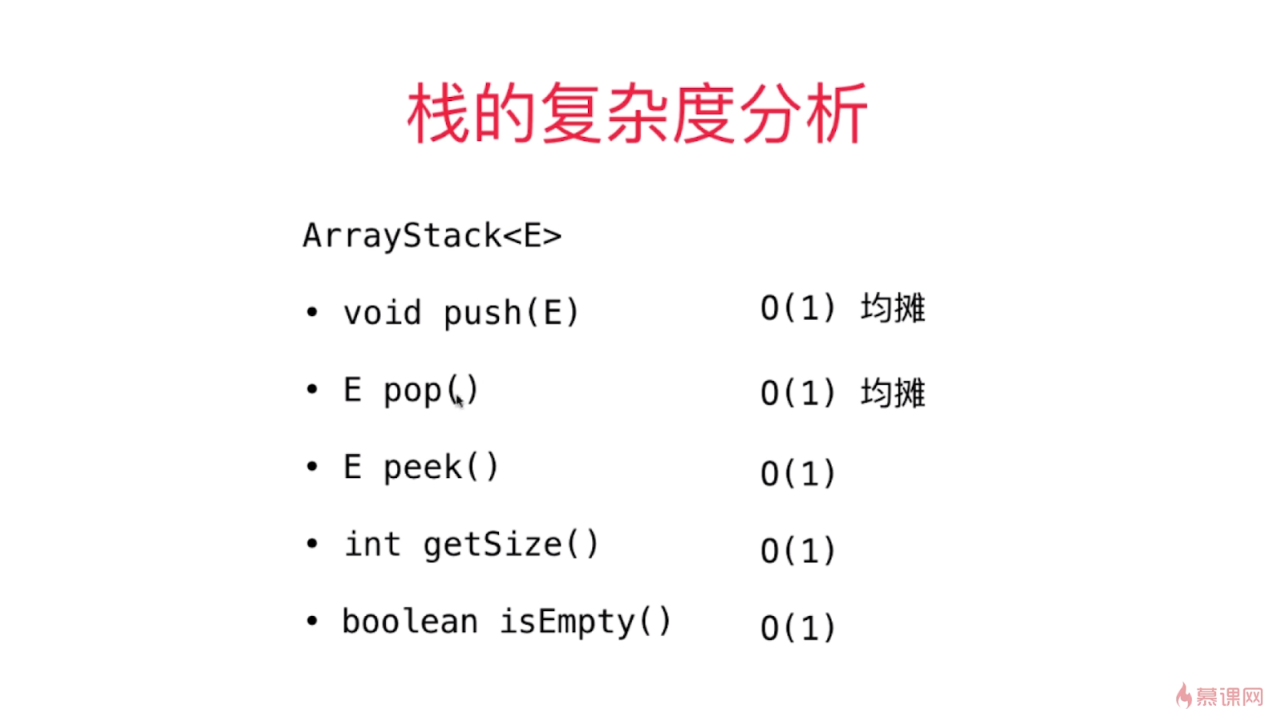 栈的复杂度分析
ArrayStack<E>
• void push(E) O(1) 均摊
• E pop() O(1) 均摊
• E peek() O(1)
• int getSize() O(1)
• boolean isEmpty() O(1)
慕课网